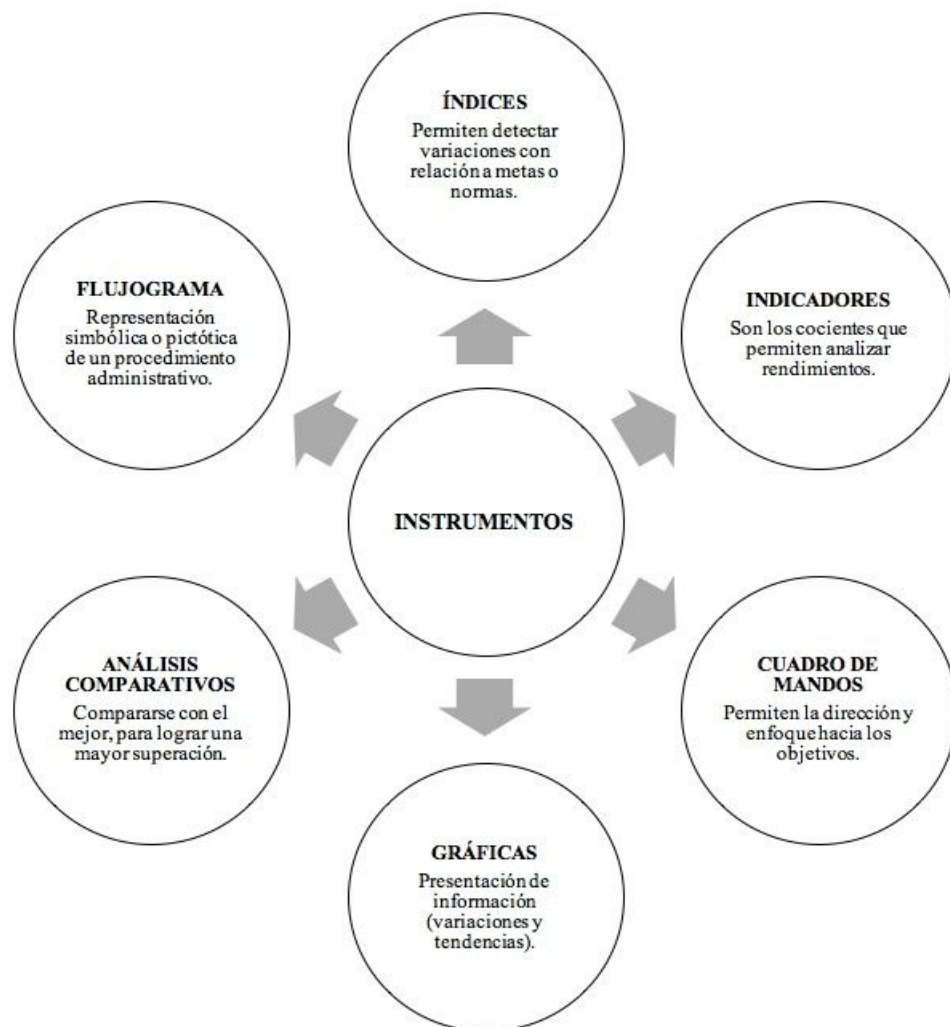 ÍNDICES
Permiten detectar
variaciones con
relación a metas o
normas.
FLUJOGRAMA
Representación
simbólica o pictótica
de un procedimiento
administrativo.
INDICADORES
Son los cocientes que
permiten analizar
rendimientos.
INSTRUMENTOS
ANÁLISIS
COMPARATIVOS
Compararse con el
mejor, para lograr una
mayor superación.
CUADRO DE
MANDOS
Permiten la dirección y
enfoque hacia los
objetivos.
GRÁFICAS
Presentación de
información
(variaciones y
tendencias).